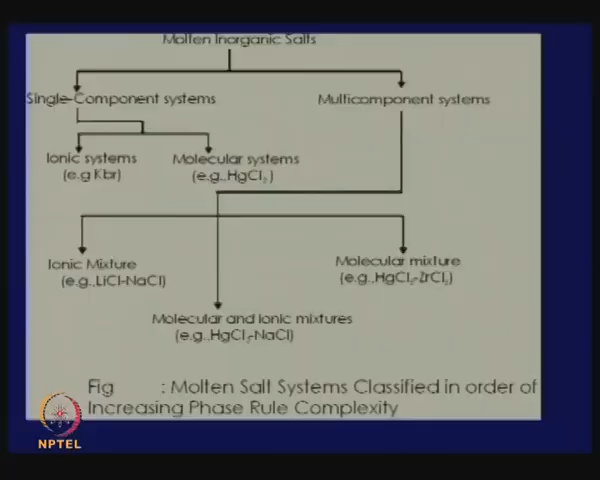 Molten Inorganic Salts
Single-Component systems
Multicomponent systems
Ionic systems
(e.g Kbr)
Molecular systems
(e.g.,HgCl₂)
Ionic Mixture
(e.g.,LiCl-NaCl)
Molecular mixture
(e.g.,HgCl₂-ZrCl₂)
Molecular and ionic mixtures
(e.g.,HgCl₂-NaCl)
Fig : Molten Salt Systems Classified in order of
Increasing Phase Rule Complexity
NPTEL